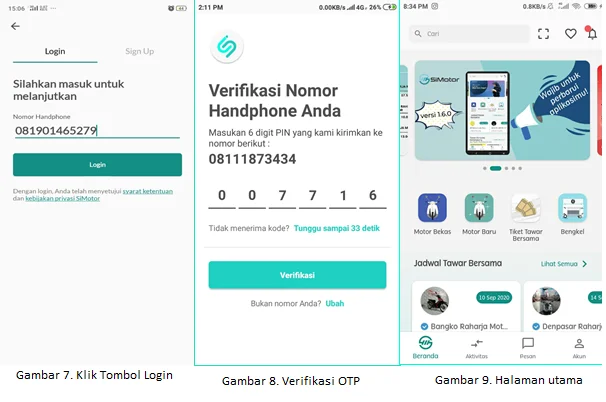 15:06
Login Sign Up
Silahkan masuk untuk
melanjutkan
Nomor Handphone
081901465279
Login
Dengan login, Anda telah menyetujui syarat ketentuan
dan kebijakan privasi SiMotor
Gambar 7. Klik Tombol Login
2:11 PM 0.00KB/s 4G 26%
Verifikasi Nomor
Handphone Anda
Masukan 6 digit PIN yang kami kirimkan ke
nomor berikut :
08111873434
0 0 7 7 1 6
Tidak menerima kode? Tunggu sampai 33 detik
Verifikasi
Bukan nomor Anda? Ubah
Gambar 8. Verifikasi OTP
8:34 PM 0.8KB/s
Cari
SiMotor
versi 1.6.0
Wajib untuk
perbarui
aplikasimu!
Motor Bekas Motor Baru Tiket Tawar Bengkel
Bersama
Jadwal Tawar Bersama Lihat Semua
10 Sep 2020 14 S
Bangko Raharja Mot... Denpasar Raharj
Beranda Aktivitas Pesan Akun
Gambar 9. Halaman utama